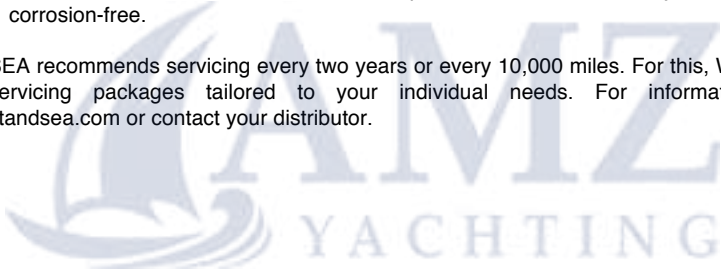 corrosion-free.
SEA recommends servicing every two years or every 10,000 miles. For this, W
ervicing packages tailored to your individual needs. For informat
tandsea.com or contact your distributor.
AMZ
YACHTING